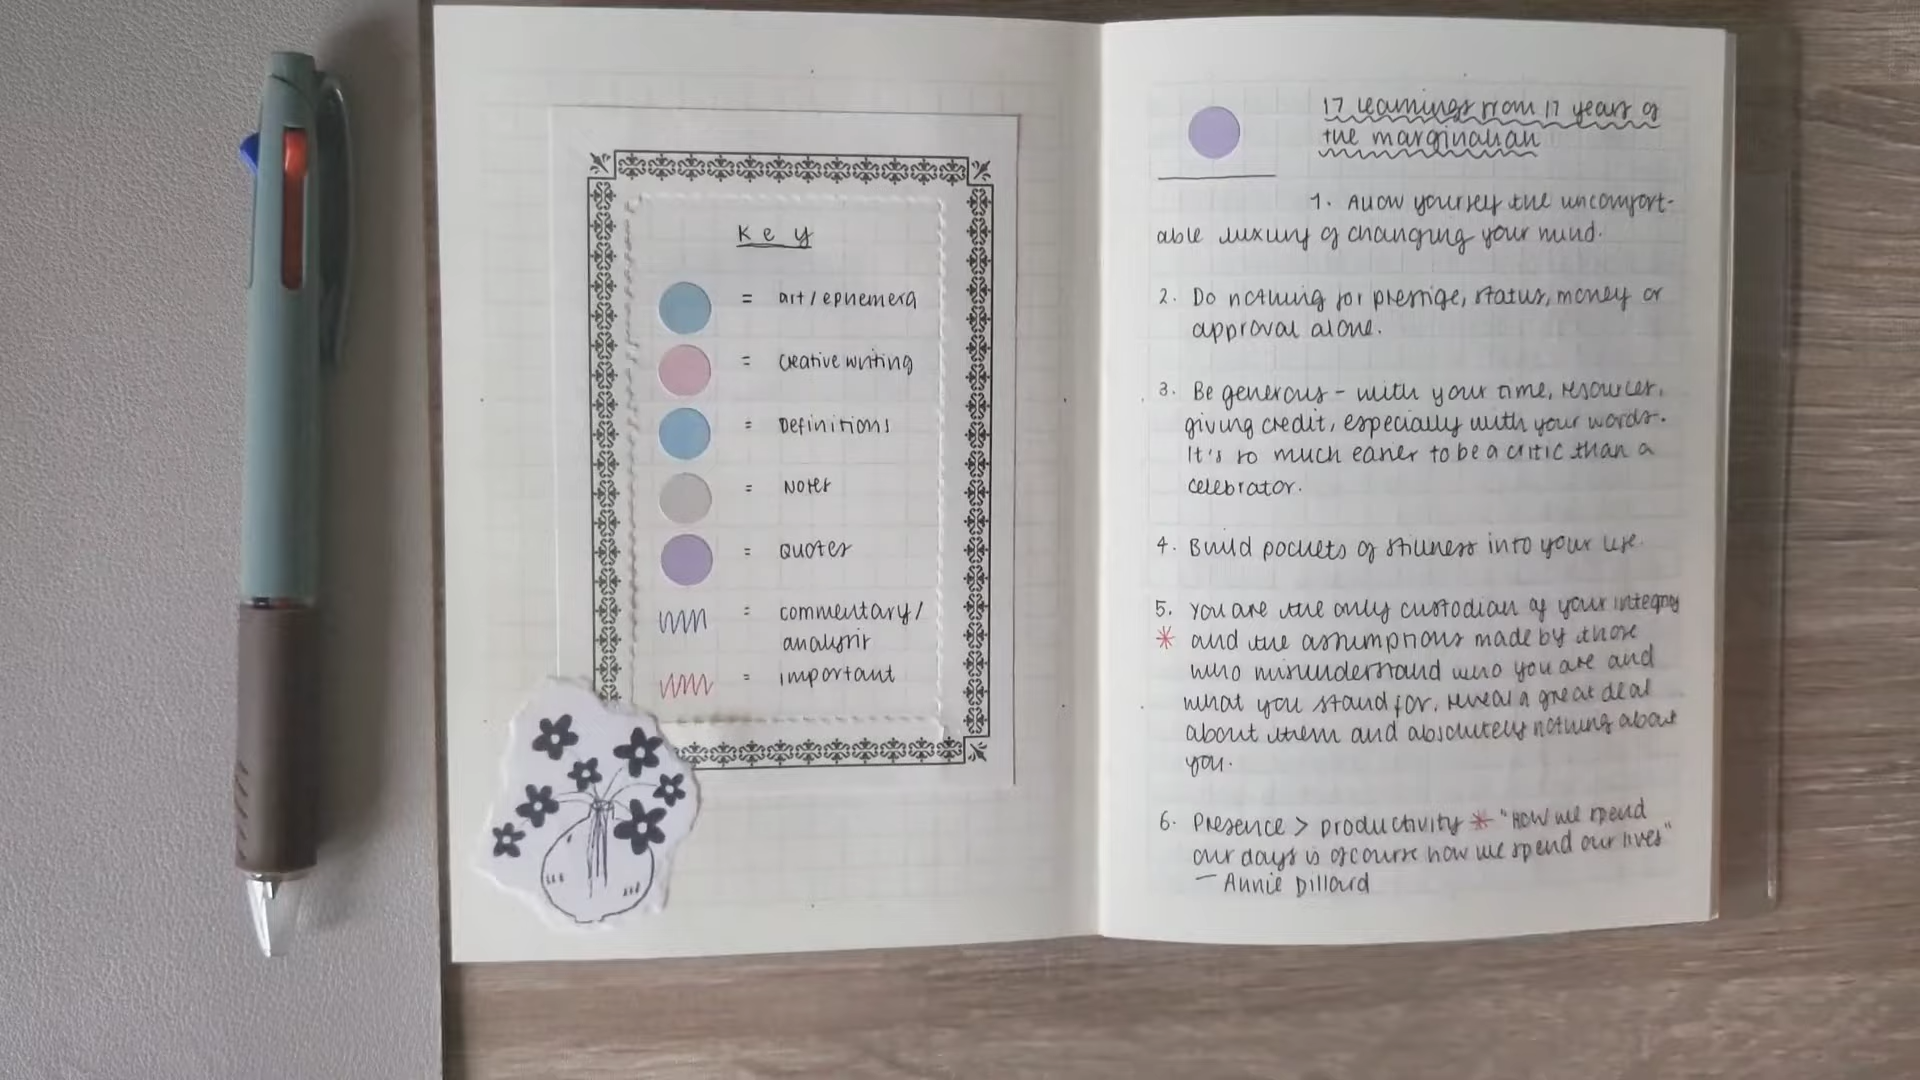 Key
= art/ephemera
= creative writing
= Definitions
= Notes
= Quotes
= commentary/
analysis
= important
17 learnings from 17 years of
the marginalian
1. Allow yourself the uncomfort-
able luxury of changing your mind.
2. Do nothing for prestige, status, money or
approval alone.
3. Be generous - with your time, resources,
giving credit, especially with your words.
It's so much easier to be a critic than a
celebrator.
4. Build pockets of stillness into your life.
5. You are the only custodian of your integrity
* and the assumptions made by those
who misunderstand who you are and
what you stand for, reveal a great deal
about them and absolutely nothing about
you.
6. Presence > productivity * "How we spend
our days is ofcourse how we spend our lives"
— Annie Dillard